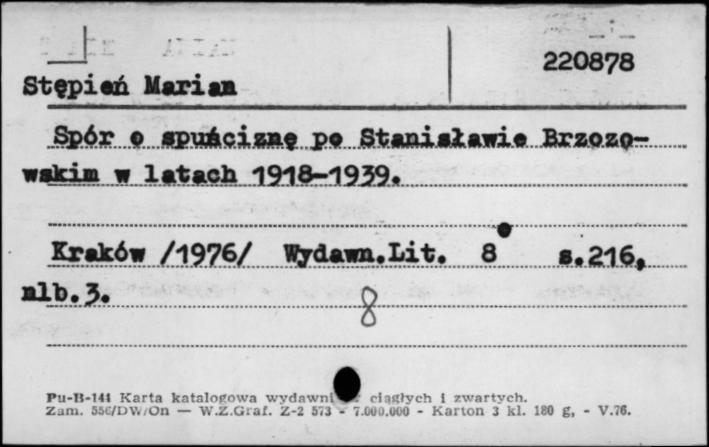 220878
Stępień Marian
Spór o spuściznę po Stanisławie Brzozo-
wskim w latach 1918-1939.
Kraków /1976/ Wydawn.Lit. 8° s.216,
nlb.3.
8
Pu-B-144 Karta katalogowa wydawni ciągłych i zwartych.
Zam. 556/DW/On — W.Z.Graf. Z-2 573 - 7.000.000 - Karton 3 kl. 180 g, - V.76.